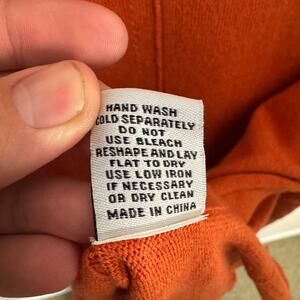 HAND WASH
COLD SEPARATELY
DO NOT
USE BLEACH
RESHAPE AND LAY
FLAT TO DRY
USE LOW IRON
IF NECESSARY
OR DRY CLEAN
MADE IN CHINA